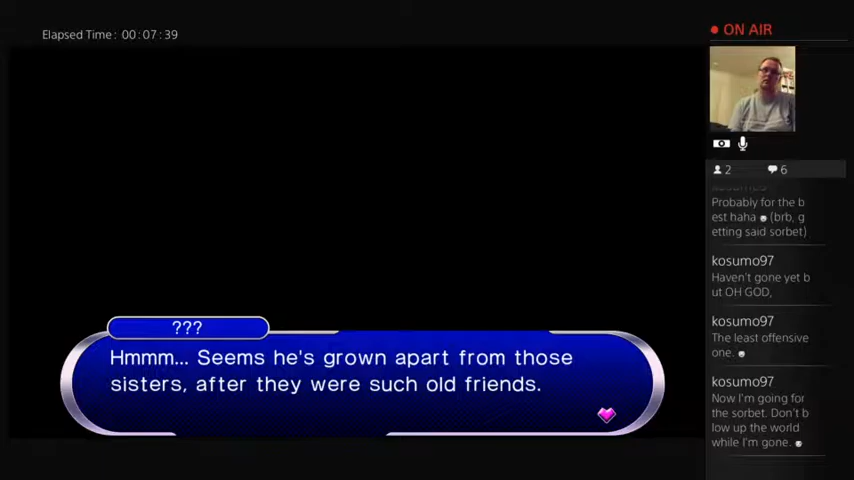 Elapsed Time: 00:07:39
ON AIR
2
6
Probably for the b
est haha (brb, g
etting said sorbet)
kosumo97
Haven't gone yet b
ut OH GOD,
kosumo97
The least offensive
one.
kosumo97
Now I'm going for
the sorbet. Don't b
low up the world
while I'm gone.
???
Hmmm... Seems he's grown apart from those
sisters, after they were such old friends.